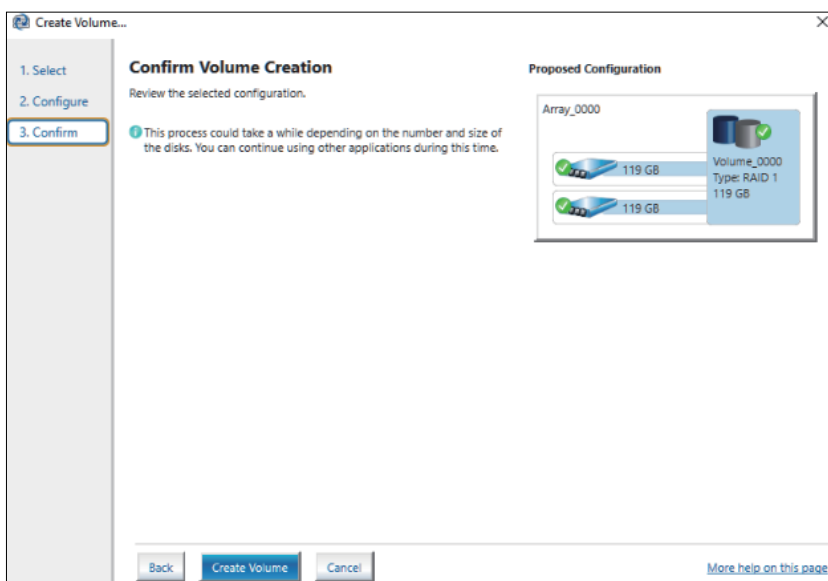 Create Volume...
1. Select
2. Configure
3. Confirm
Confirm Volume Creation
Review the selected configuration.
This process could take a while depending on the number and size of
the disks. You can continue using other applications during this time.
Proposed Configuration
Array_0000
119 GB
119 GB
Volume_0000
Type: RAID 1
119 GB
Back
Create Volume
Cancel
More help on this page